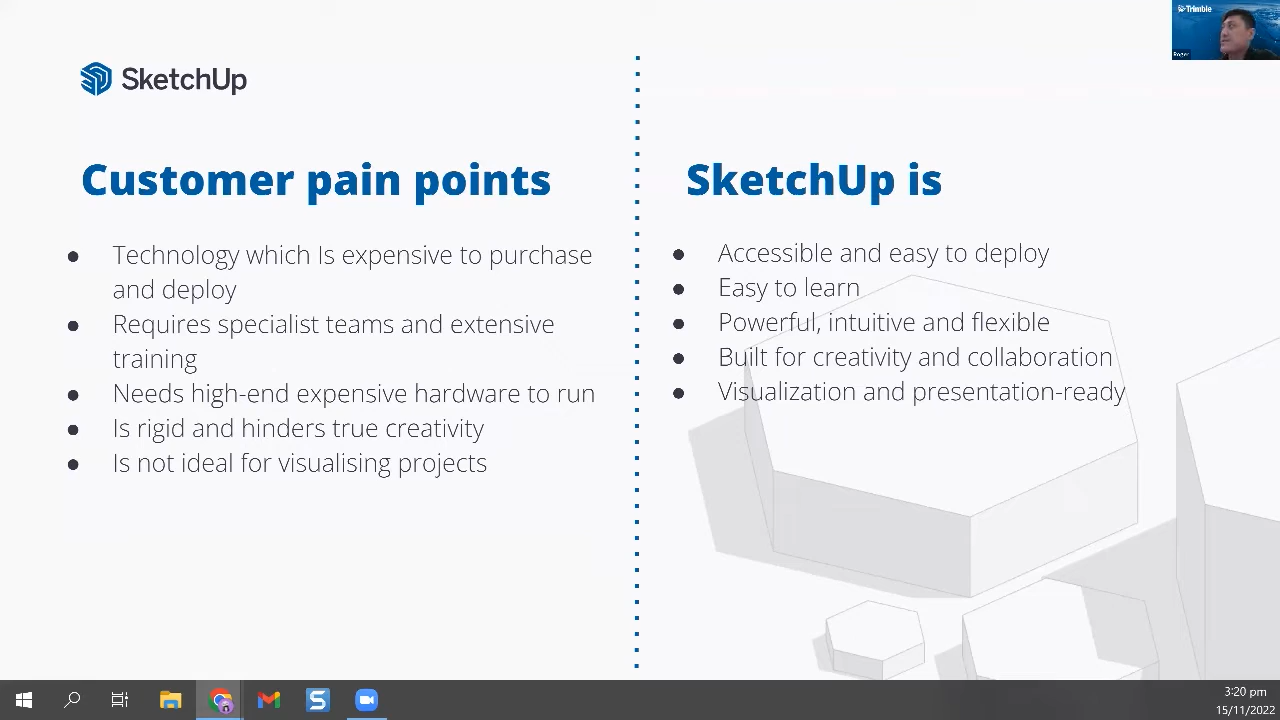 Trimble
Roger
SketchUp
Customer pain points
Technology which Is expensive to purchase
and deploy
Requires specialist teams and extensive
training
Needs high-end expensive hardware to run
Is rigid and hinders true creativity
Is not ideal for visualising projects
SketchUp is
Accessible and easy to deploy
Easy to learn
Powerful, intuitive and flexible
Built for creativity and collaboration
Visualization and presentation-ready
3:20 pm
15/11/2022